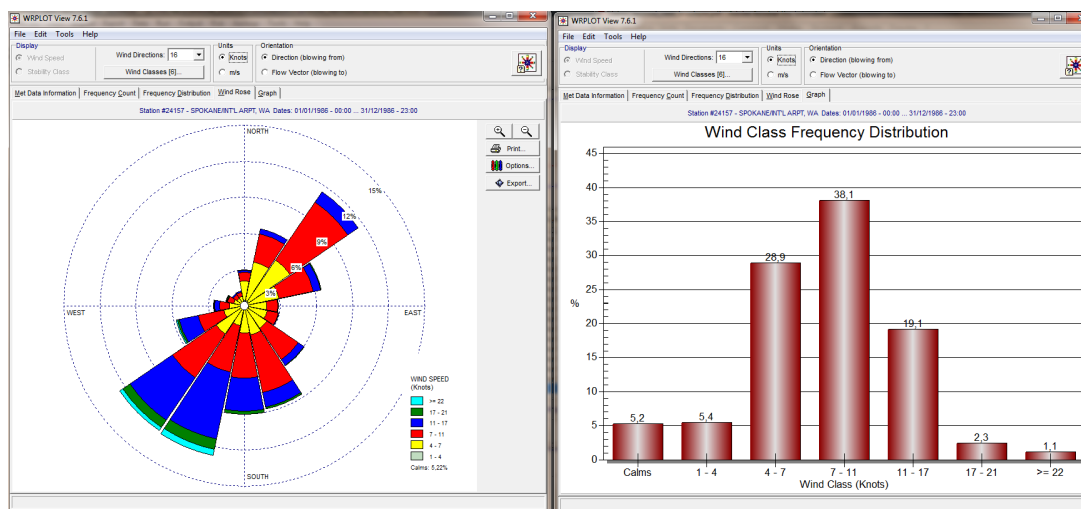 WRPLOT View 7.6.1
File Edit Tools Help
Display
Wind Speed
Stability Class
Wind Directions: 16
Wind Classes [6]...
Units
Knots
m/s
Orientation
Direction (blowing from)
Flow Vector (blowing to)
Met Data Information Frequency Count Frequency Distribution Wind Rose Graph
Station #24157 - SPOKANE/INT'L ARPT, WA Dates: 01/01/1986 - 00:00 ... 31/12/1986 - 23:00
NORTH
15%
12%
9%
6%
3%
WEST
EAST
SOUTH
Print...
Options...
Export...
WIND SPEED
(Knots)
>= 22
17 - 21
11 - 17
7 - 11
4 - 7
1 - 4
Calms: 5,22%
WRPLOT View 7.6.1
File Edit Tools Help
Display
Wind Speed
Stability Class
Wind Directions: 16
Wind Classes [6]...
Units
Knots
m/s
Orientation
Direction (blowing from)
Flow Vector (blowing to)
Met Data Information Frequency Count Frequency Distribution Wind Rose Graph
Station #24157 - SPOKANE/INT'L ARPT, WA Dates: 01/01/1986 - 00:00 ... 31/12/1986 - 23:00
Wind Class Frequency Distribution
45
40
35
30
25
20
15
10
5
0
%
5,2
5,4
28,9
38,1
19,1
2,3
1,1
Calms 1 - 4 4 - 7 7 - 11 11 - 17 17 - 21 >= 22
Wind Class (Knots)